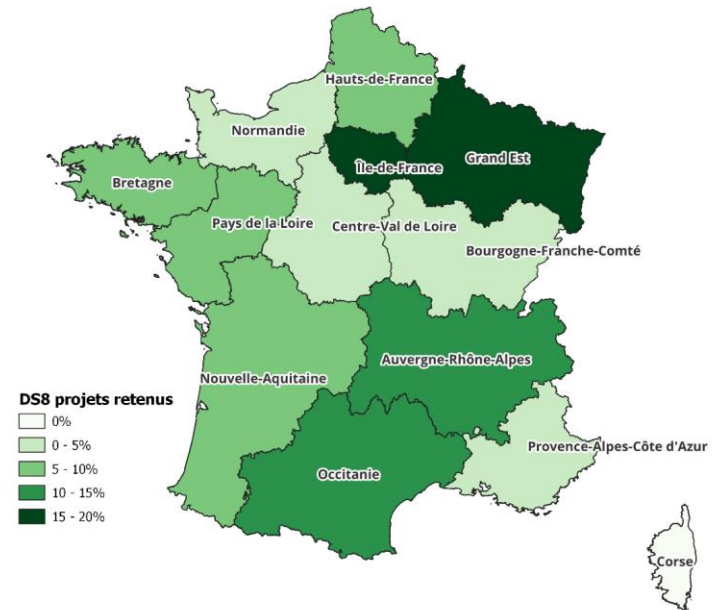 Hauts-de-France
Normandie
Île-de-France
Grand Est
Bretagne
Pays de la Loire
Centre-Val de Loire
Bourgogne-Franche-Comté
Auvergne-Rhône-Alpes
Nouvelle-Aquitaine
Provence-Alpes-Côte d'Azur
Occitanie
Corse
DS8 projets retenus
0%
0 - 5%
5 - 10%
10 - 15%
15 - 20%